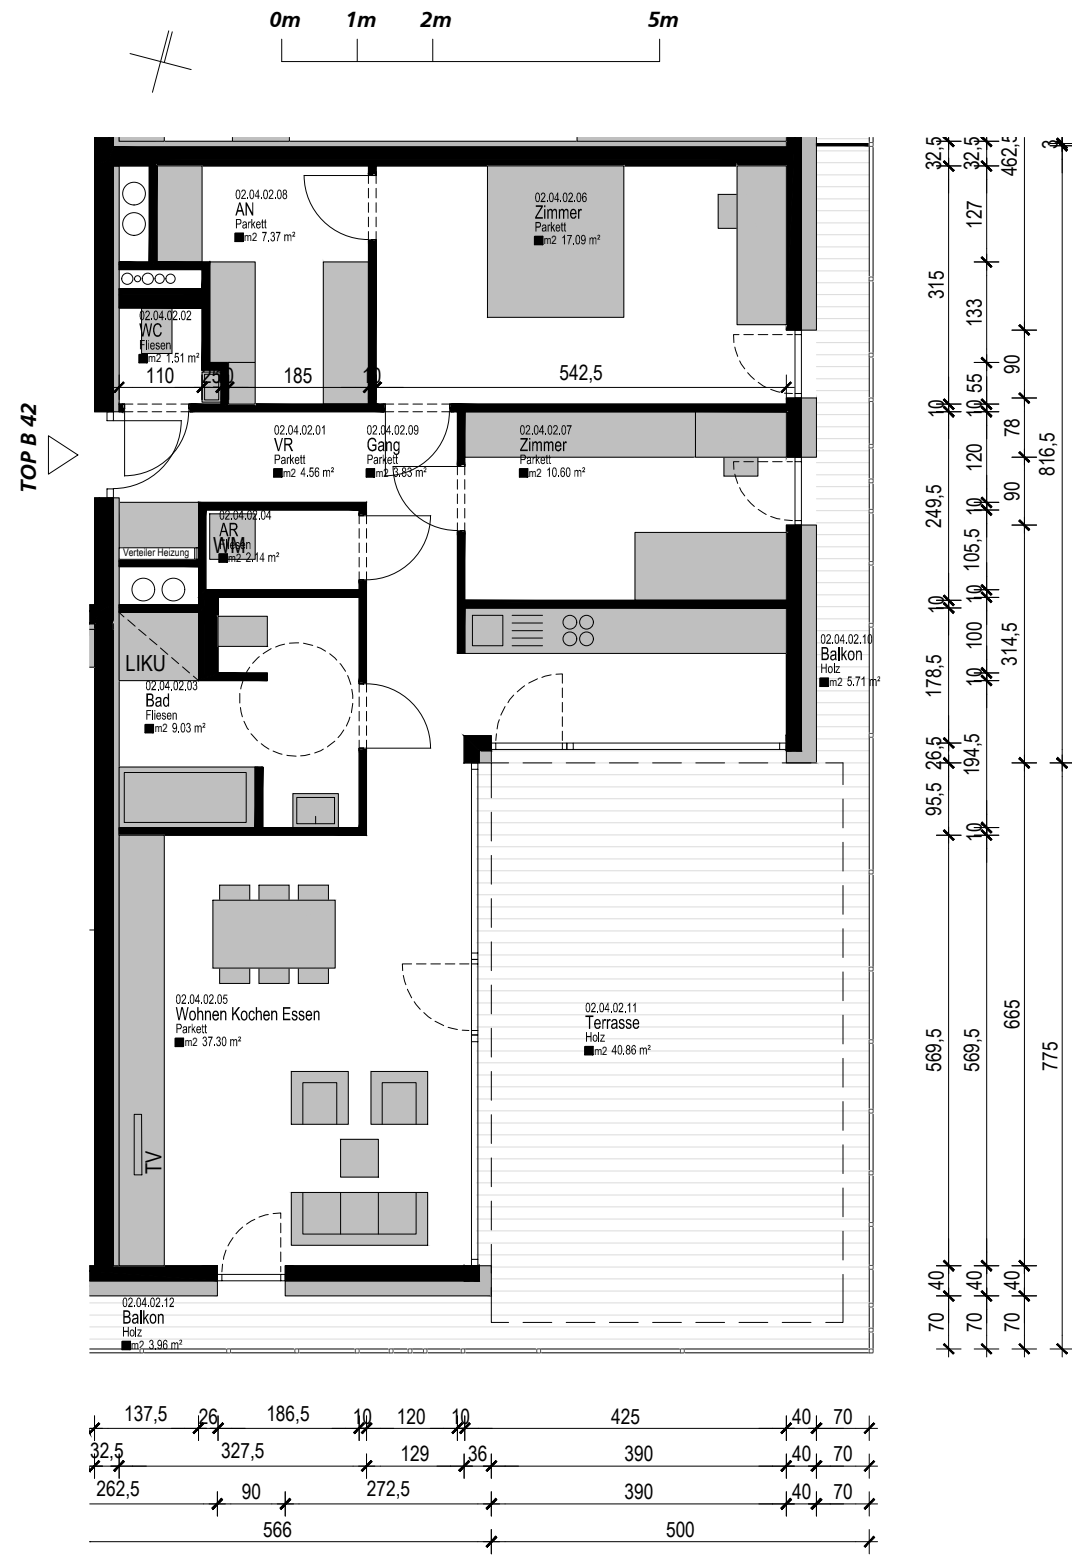 0m 1m 2m 5m
TOP B 42
02.04.02.08
AN
Parkett
m2 7.37 m²
02.04.02.06
Zimmer
Parkett
m2 17.09 m²
02.04.02.02
WC
Fliesen
m2 1.51 m²
110 185 10 542,5
02.04.02.01
VR
Parkett
m2 4.56 m²
02.04.02.09
Gang
Parkett
m2 3.83 m²
02.04.02.07
Zimmer
Parkett
m2 10.60 m²
02.04.02.04
AR
Fliesen
m2 2.14 m²
WM
Verteiler Heizung
LIKU
02.04.02.03
Bad
Fliesen
m2 9.03 m²
02.04.02.10
Balkon
Holz
m2 5.71 m²
02.04.02.05
Wohnen Kochen Essen
Parkett
m2 37.30 m²
02.04.02.11
Terrasse
Holz
m2 40.86 m²
TV
02.04.02.12
Balkon
Holz
m2 3.96 m²
32,5 315 10 249,5 10 178,5 26,5 95,5 569,5 40 70
32,5 127 133 55 10 120 10 105,5 10 100 10 194,5 10 569,5 40 70
462,5 90 78 90 314,5 665 40 70
816,5 775
137,5 26 186,5 10 120 10 425 40 70
32,5 327,5 129 36 390 40 70
262,5 90 272,5 390 40 70
566 500